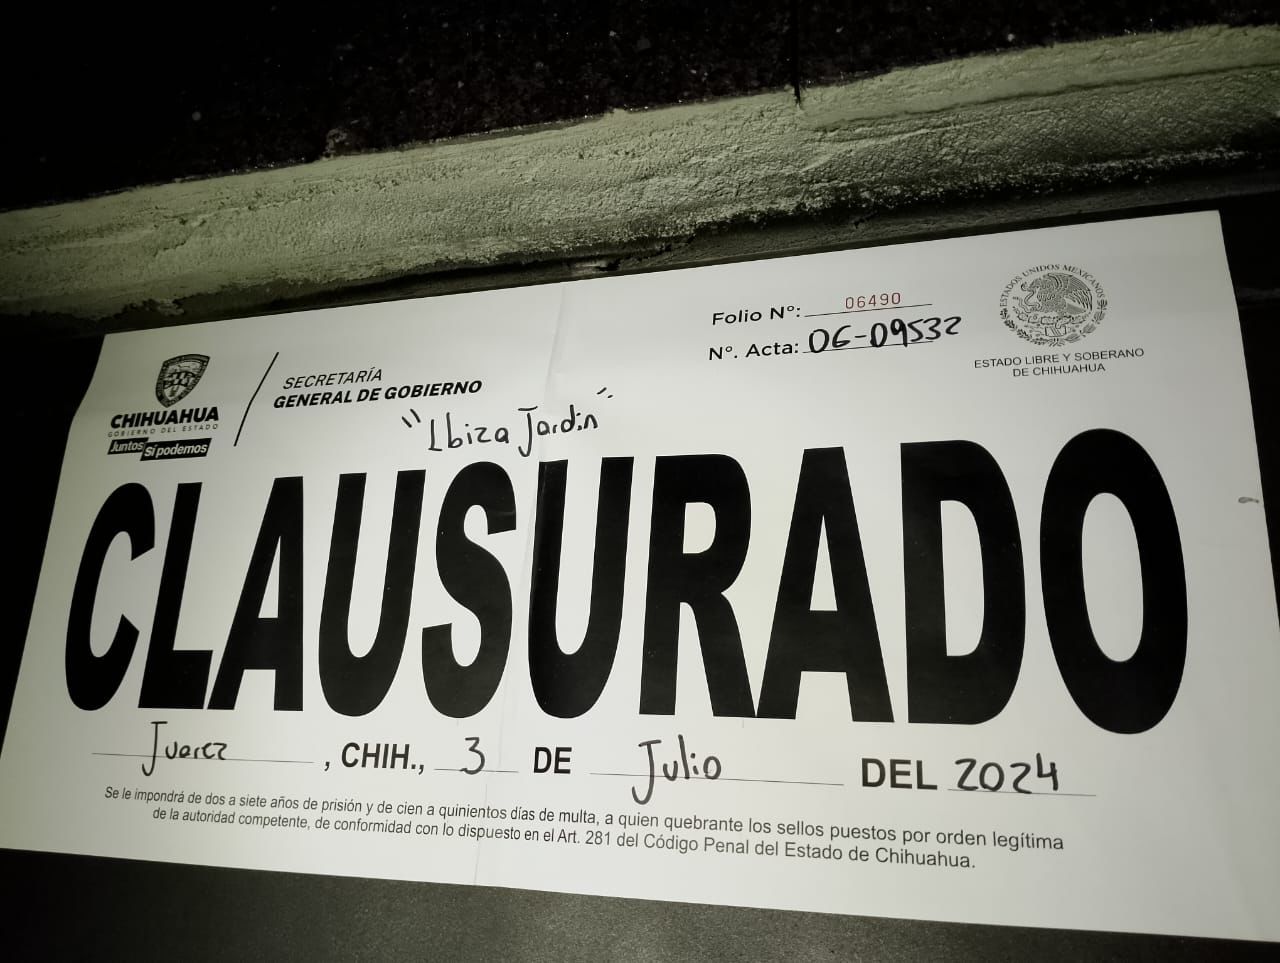 Folio Nº: 06490
Nº. Acta: 06-09532
ESTADOS UNIDOS MEXICANOS
ESTADO LIBRE Y SOBERANO
DE CHIHUAHUA
CHIHUAHUA
GOBIERNO DEL ESTADO
Juntos Sí podemos
SECRETARÍA
GENERAL DE GOBIERNO
"Ibiza Jardin"
CLAUSURADO
Juarez, CHIH., 3 DE Julio DEL 2024
Se le impondrá de dos a siete años de prisión y de cien a quinientos días de multa, a quien quebrante los sellos puestos por orden legítima
de la autoridad competente, de conformidad con lo dispuesto en el Art. 281 del Código Penal del Estado de Chihuahua.